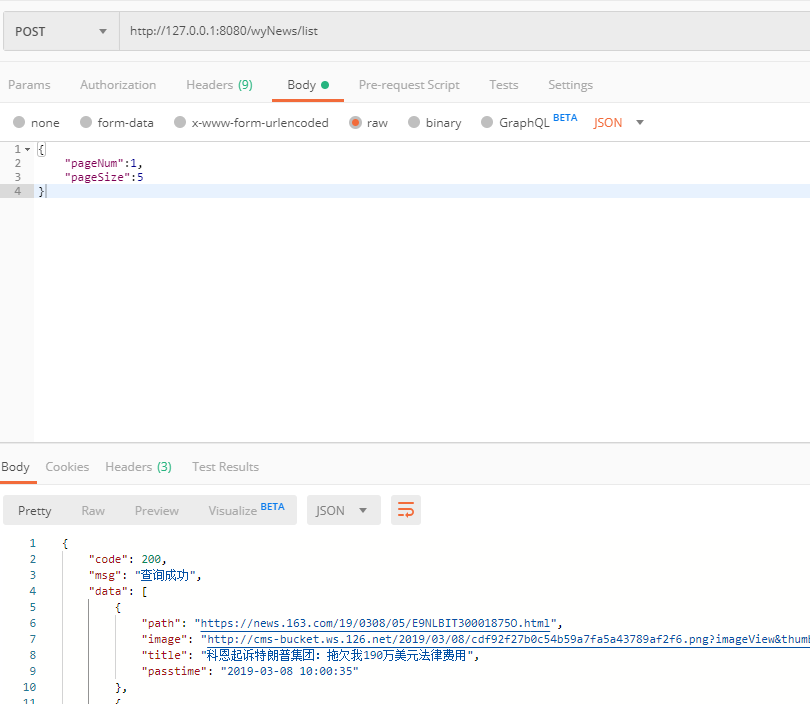 POST http://127.0.0.1:8080/wyNews/list
Params Authorization Headers (9) Body Pre-request Script Tests Settings
none form-data x-www-form-urlencoded raw binary GraphQL BETA JSON
1 {
2 "pageNum":1,
3 "pageSize":5
4 }
Body Cookies Headers (3) Test Results
Pretty Raw Preview Visualize BETA JSON
1 {
2 "code": 200,
3 "msg": "查询成功",
4 "data": [
5 {
6 "path": "https://news.163.com/19/0308/05/E9NLBIT30001875O.html",
7 "image": "http://cms-bucket.ws.126.net/2019/03/08/cdf92f27b0c54b59a7fa5a43789af2f6.png?imageView&thumb
8 "title": "科恩起诉特朗普集团：拖欠我190万美元法律费用",
9 "passtime": "2019-03-08 10:00:35"
10 },
11 {